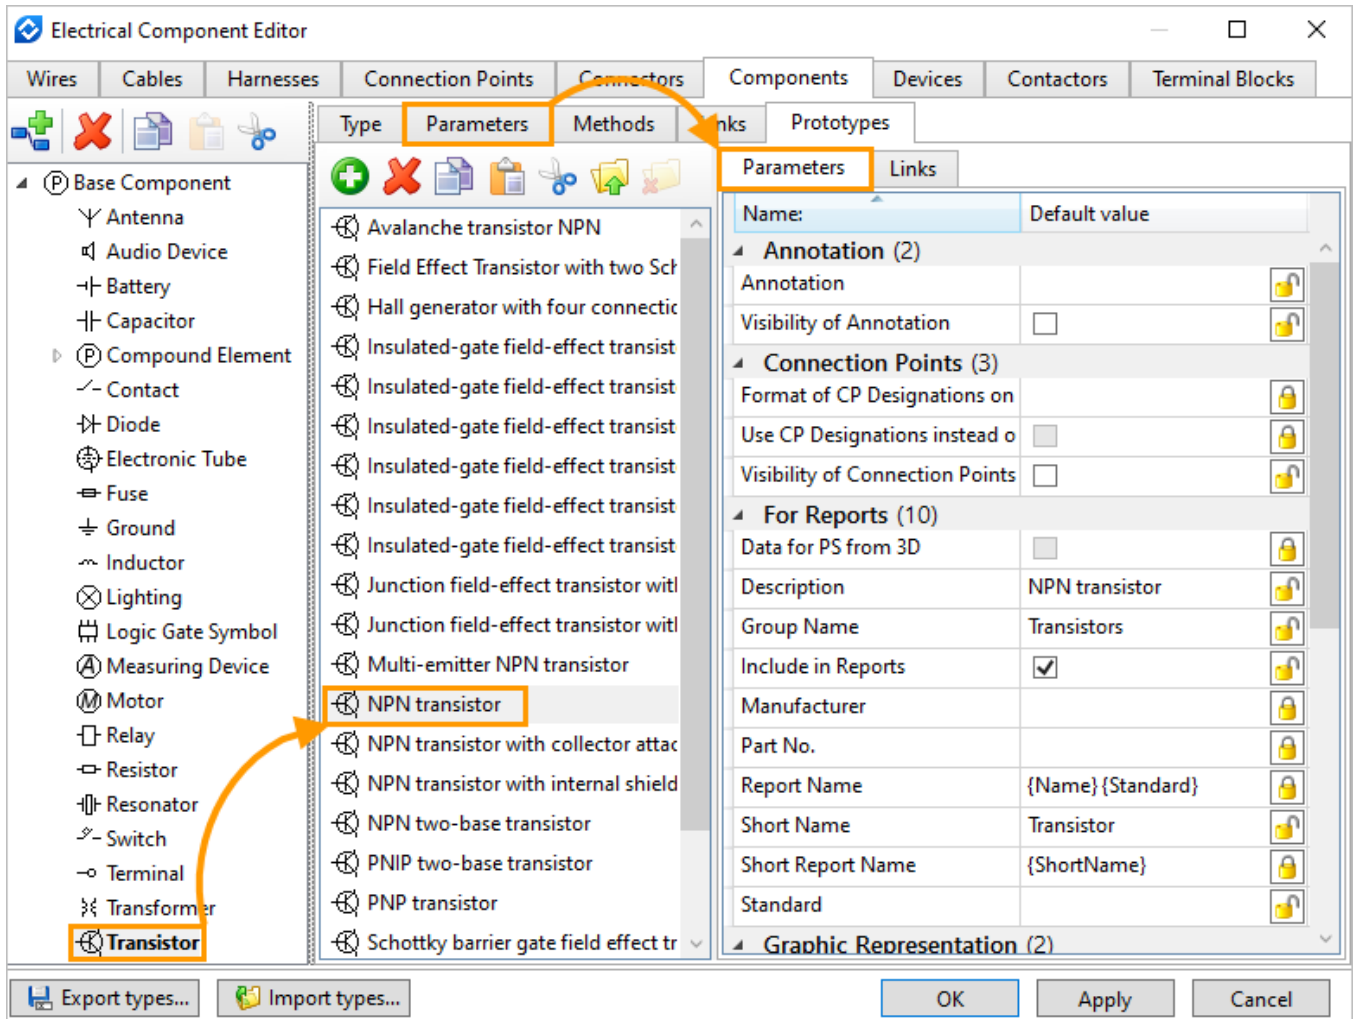 Electrical Component Editor
Wires Cables Harnesses Connection Points Connectors Components Devices Contactors Terminal Blocks
Type Parameters Methods Prototypes
Parameters Links
Base Component
Antenna
Audio Device
Battery
Capacitor
Compound Element
Contact
Diode
Electronic Tube
Fuse
Ground
Inductor
Lighting
Logic Gate Symbol
Measuring Device
Motor
Relay
Resistor
Resonator
Switch
Terminal
Transformer
Transistor
Avalanche transistor NPN
Field Effect Transistor with two Sch
Hall generator with four connectic
Insulated-gate field-effect transist
Insulated-gate field-effect transist
Insulated-gate field-effect transist
Insulated-gate field-effect transist
Insulated-gate field-effect transist
Insulated-gate field-effect transist
Junction field-effect transistor witl
Junction field-effect transistor witl
Multi-emitter NPN transistor
NPN transistor
NPN transistor with collector attac
NPN transistor with internal shield
NPN two-base transistor
PNIP two-base transistor
PNP transistor
Schottky barrier gate field effect tr
Name: Default value
Annotation (2)
Annotation
Visibility of Annotation
Connection Points (3)
Format of CP Designations on
Use CP Designations instead o
Visibility of Connection Points
For Reports (10)
Data for PS from 3D
Description NPN transistor
Group Name Transistors
Include in Reports
Manufacturer
Part No.
Report Name {Name}{Standard}
Short Name Transistor
Short Report Name {ShortName}
Standard
Graphic Representation (2)
Export types... Import types... OK Apply Cancel